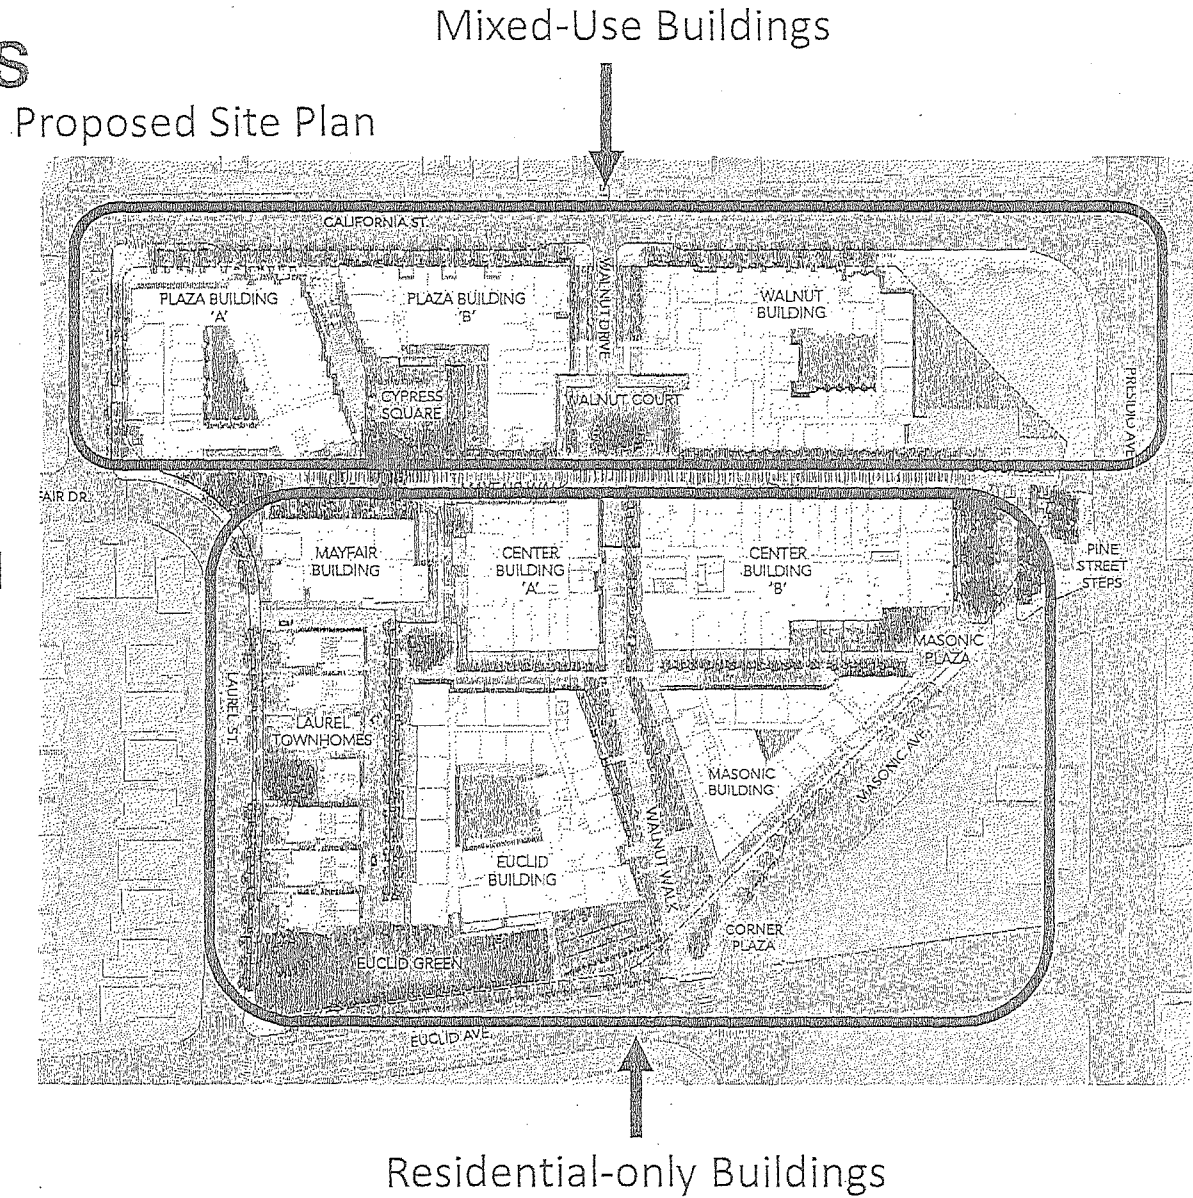 Mixed-Use Buildings
s
Proposed Site Plan
CALIFORNIA ST.
PLAZA BUILDING
'A'
PLAZA BUILDING
'B'
WALNUT DRIVE
WALNUT
BUILDING
CYPRESS
SQUARE
WALNUT COURT
PRESIDIO AVE.
AIR DR.
MAYFAIR
BUILDING
CENTER
BUILDING
'A'
CENTER
BUILDING
'B'
PINE
STREET
STEPS
MASONIC
PLAZA
LAUREL ST.
LAUREL
TOWNHOMES
MASONIC
BUILDING
MASONIC AVE.
WALNUT WALK
EUCLID
BUILDING
CORNER
PLAZA
EUCLID GREEN
EUCLID AVE.
Residential-only Buildings